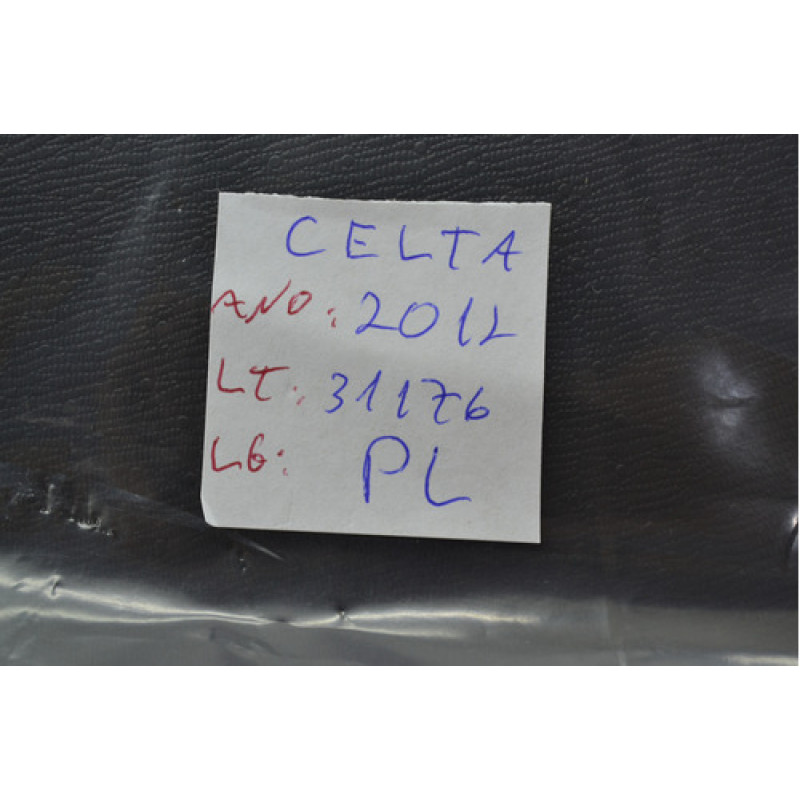 CELTA
ANO: 2012
LT: 31176
LG: PL